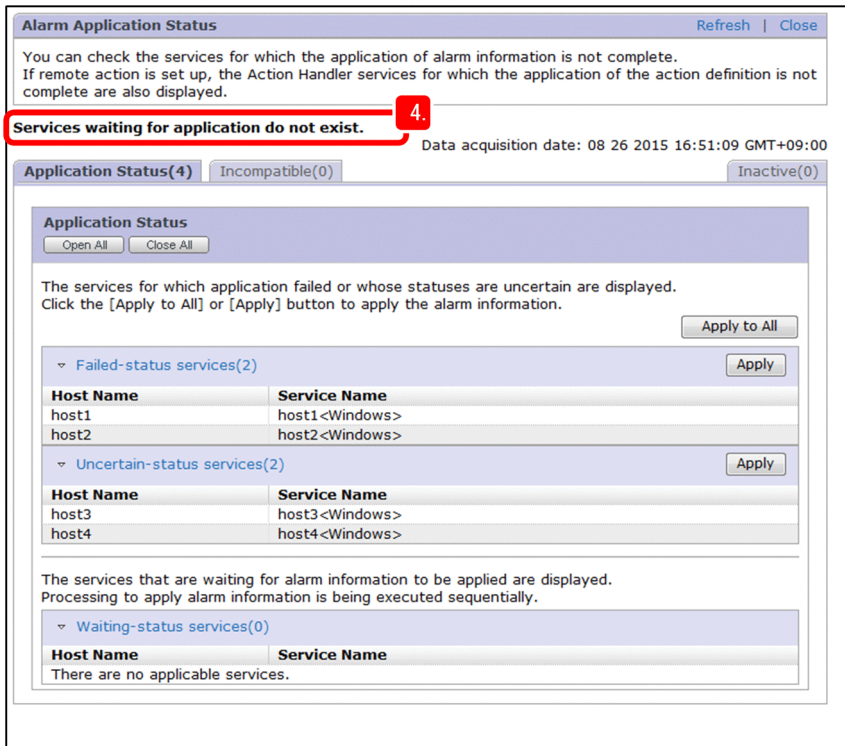 Alarm Application Status
Refresh | Close
You can check the services for which the application of alarm information is not complete.
If remote action is set up, the Action Handler services for which the application of the action definition is not
complete are also displayed.
4.
Services waiting for application do not exist.
Data acquisition date: 08 26 2015 16:51:09 GMT+09:00
Application Status(4) Incompatible(0) Inactive(0)
Application Status
Open All Close All
The services for which application failed or whose statuses are uncertain are displayed.
Click the [Apply to All] or [Apply] button to apply the alarm information.
Apply to All
Failed-status services(2) Apply
Host Name Service Name
host1 host1<Windows>
host2 host2<Windows>
Uncertain-status services(2) Apply
Host Name Service Name
host3 host3<Windows>
host4 host4<Windows>
The services that are waiting for alarm information to be applied are displayed.
Processing to apply alarm information is being executed sequentially.
Waiting-status services(0)
Host Name Service Name
There are no applicable services.